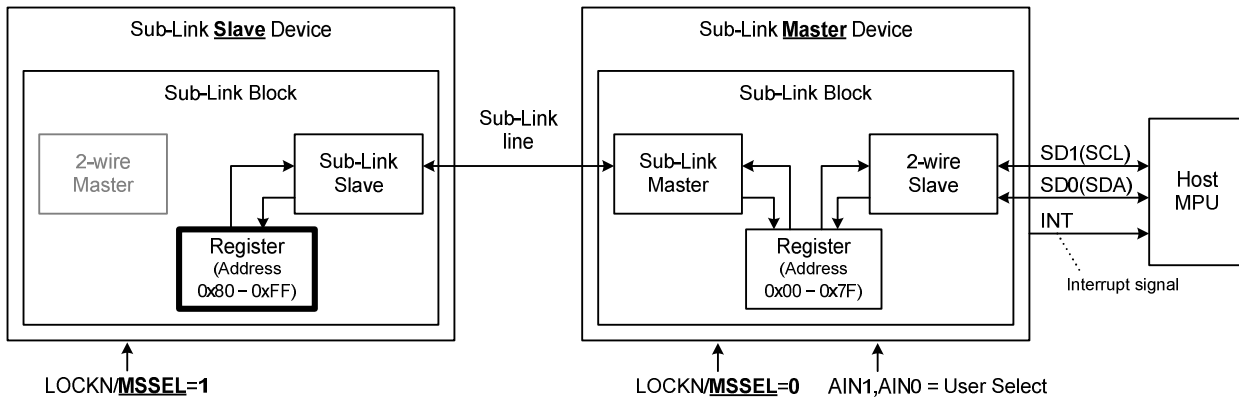 Sub-Link Slave Device
Sub-Link Block
2-wire
Master
Sub-Link
Slave
Register
(Address
0x80 – 0xFF)
LOCKN/MSSEL=1
Sub-Link
line
Sub-Link Master Device
Sub-Link Block
Sub-Link
Master
2-wire
Slave
Register
(Address
0x00 – 0x7F)
LOCKN/MSSEL=0
AIN1,AIN0 = User Select
SD1(SCL)
SD0(SDA)
INT
Interrupt signal
Host
MPU